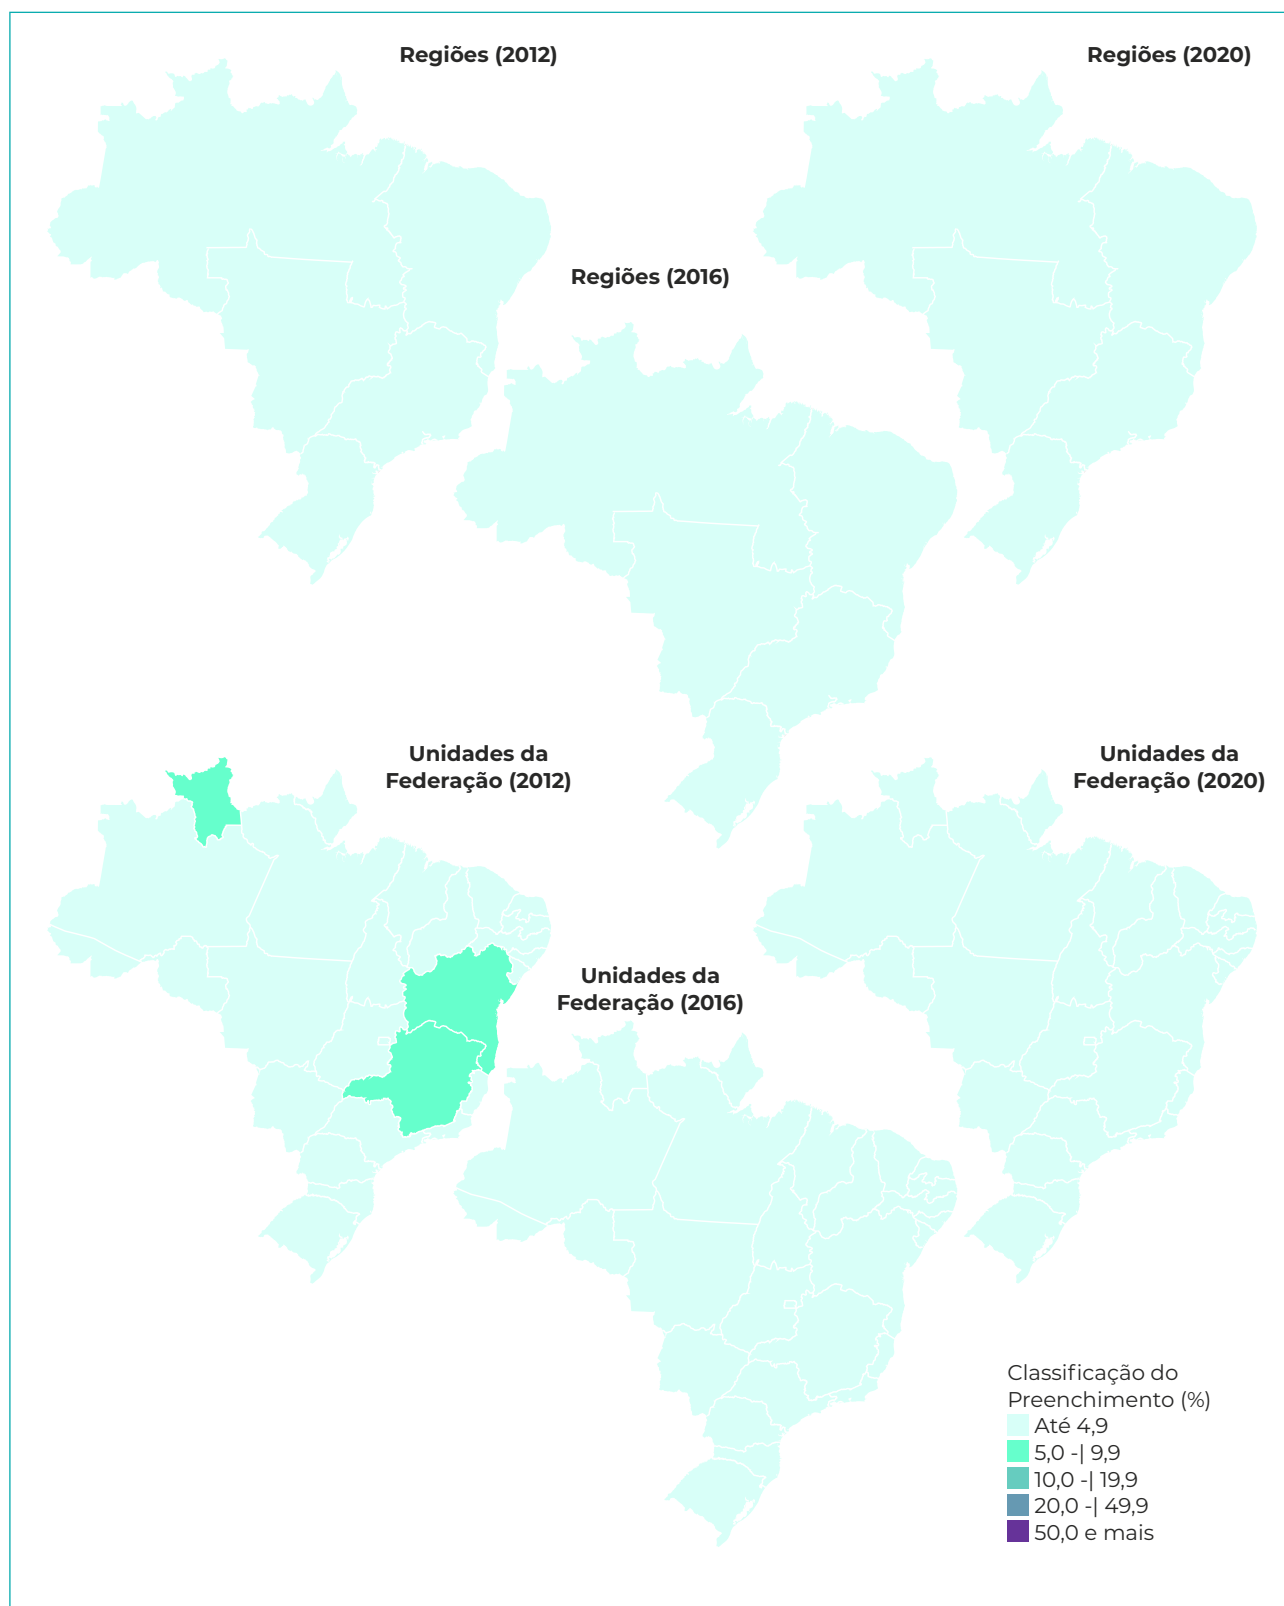 Regiões (2012)
Regiões (2020)
Regiões (2016)
Unidades da
Federação (2012)
Unidades da
Federação (2020)
Unidades da
Federação (2016)
Classificação do
Preenchimento (%)
Até 4,9
5,0 -| 9,9
10,0 -| 19,9
20,0 -| 49,9
50,0 e mais